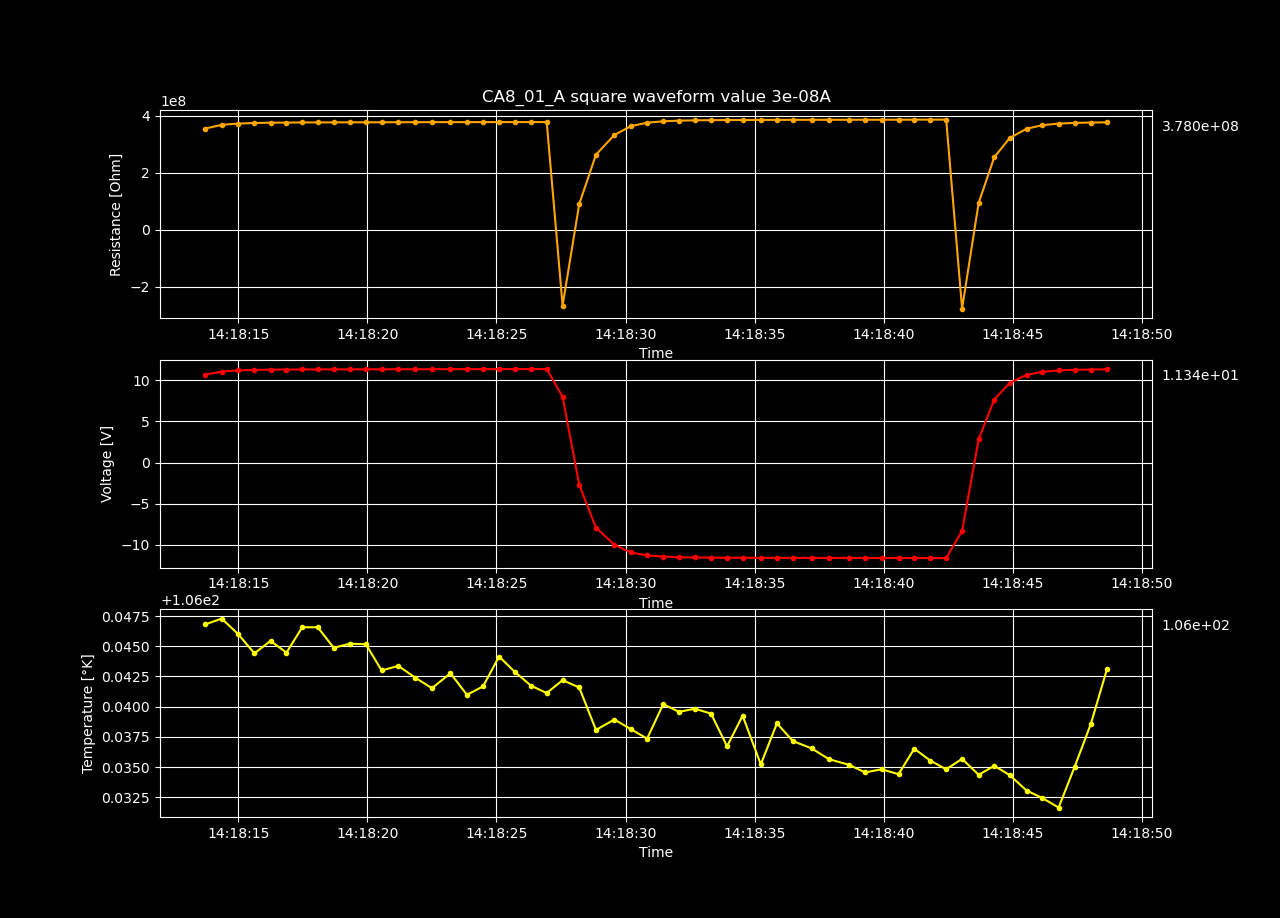 CA8_01_A square waveform value 3e-08A
1e8
4
2
0
−2
Resistance [Ohm]
3.780e+08
14:18:15 14:18:20 14:18:25 14:18:30 14:18:35 14:18:40 14:18:45 14:18:50
Time
10
5
0
−5
−10
Voltage [V]
1.134e+01
14:18:15 14:18:20 14:18:25 14:18:30 14:18:35 14:18:40 14:18:45 14:18:50
Time
+1.06e2
0.0475
0.0450
0.0425
0.0400
0.0375
0.0350
0.0325
Temperature [°K]
1.06e+02
14:18:15 14:18:20 14:18:25 14:18:30 14:18:35 14:18:40 14:18:45 14:18:50
Time